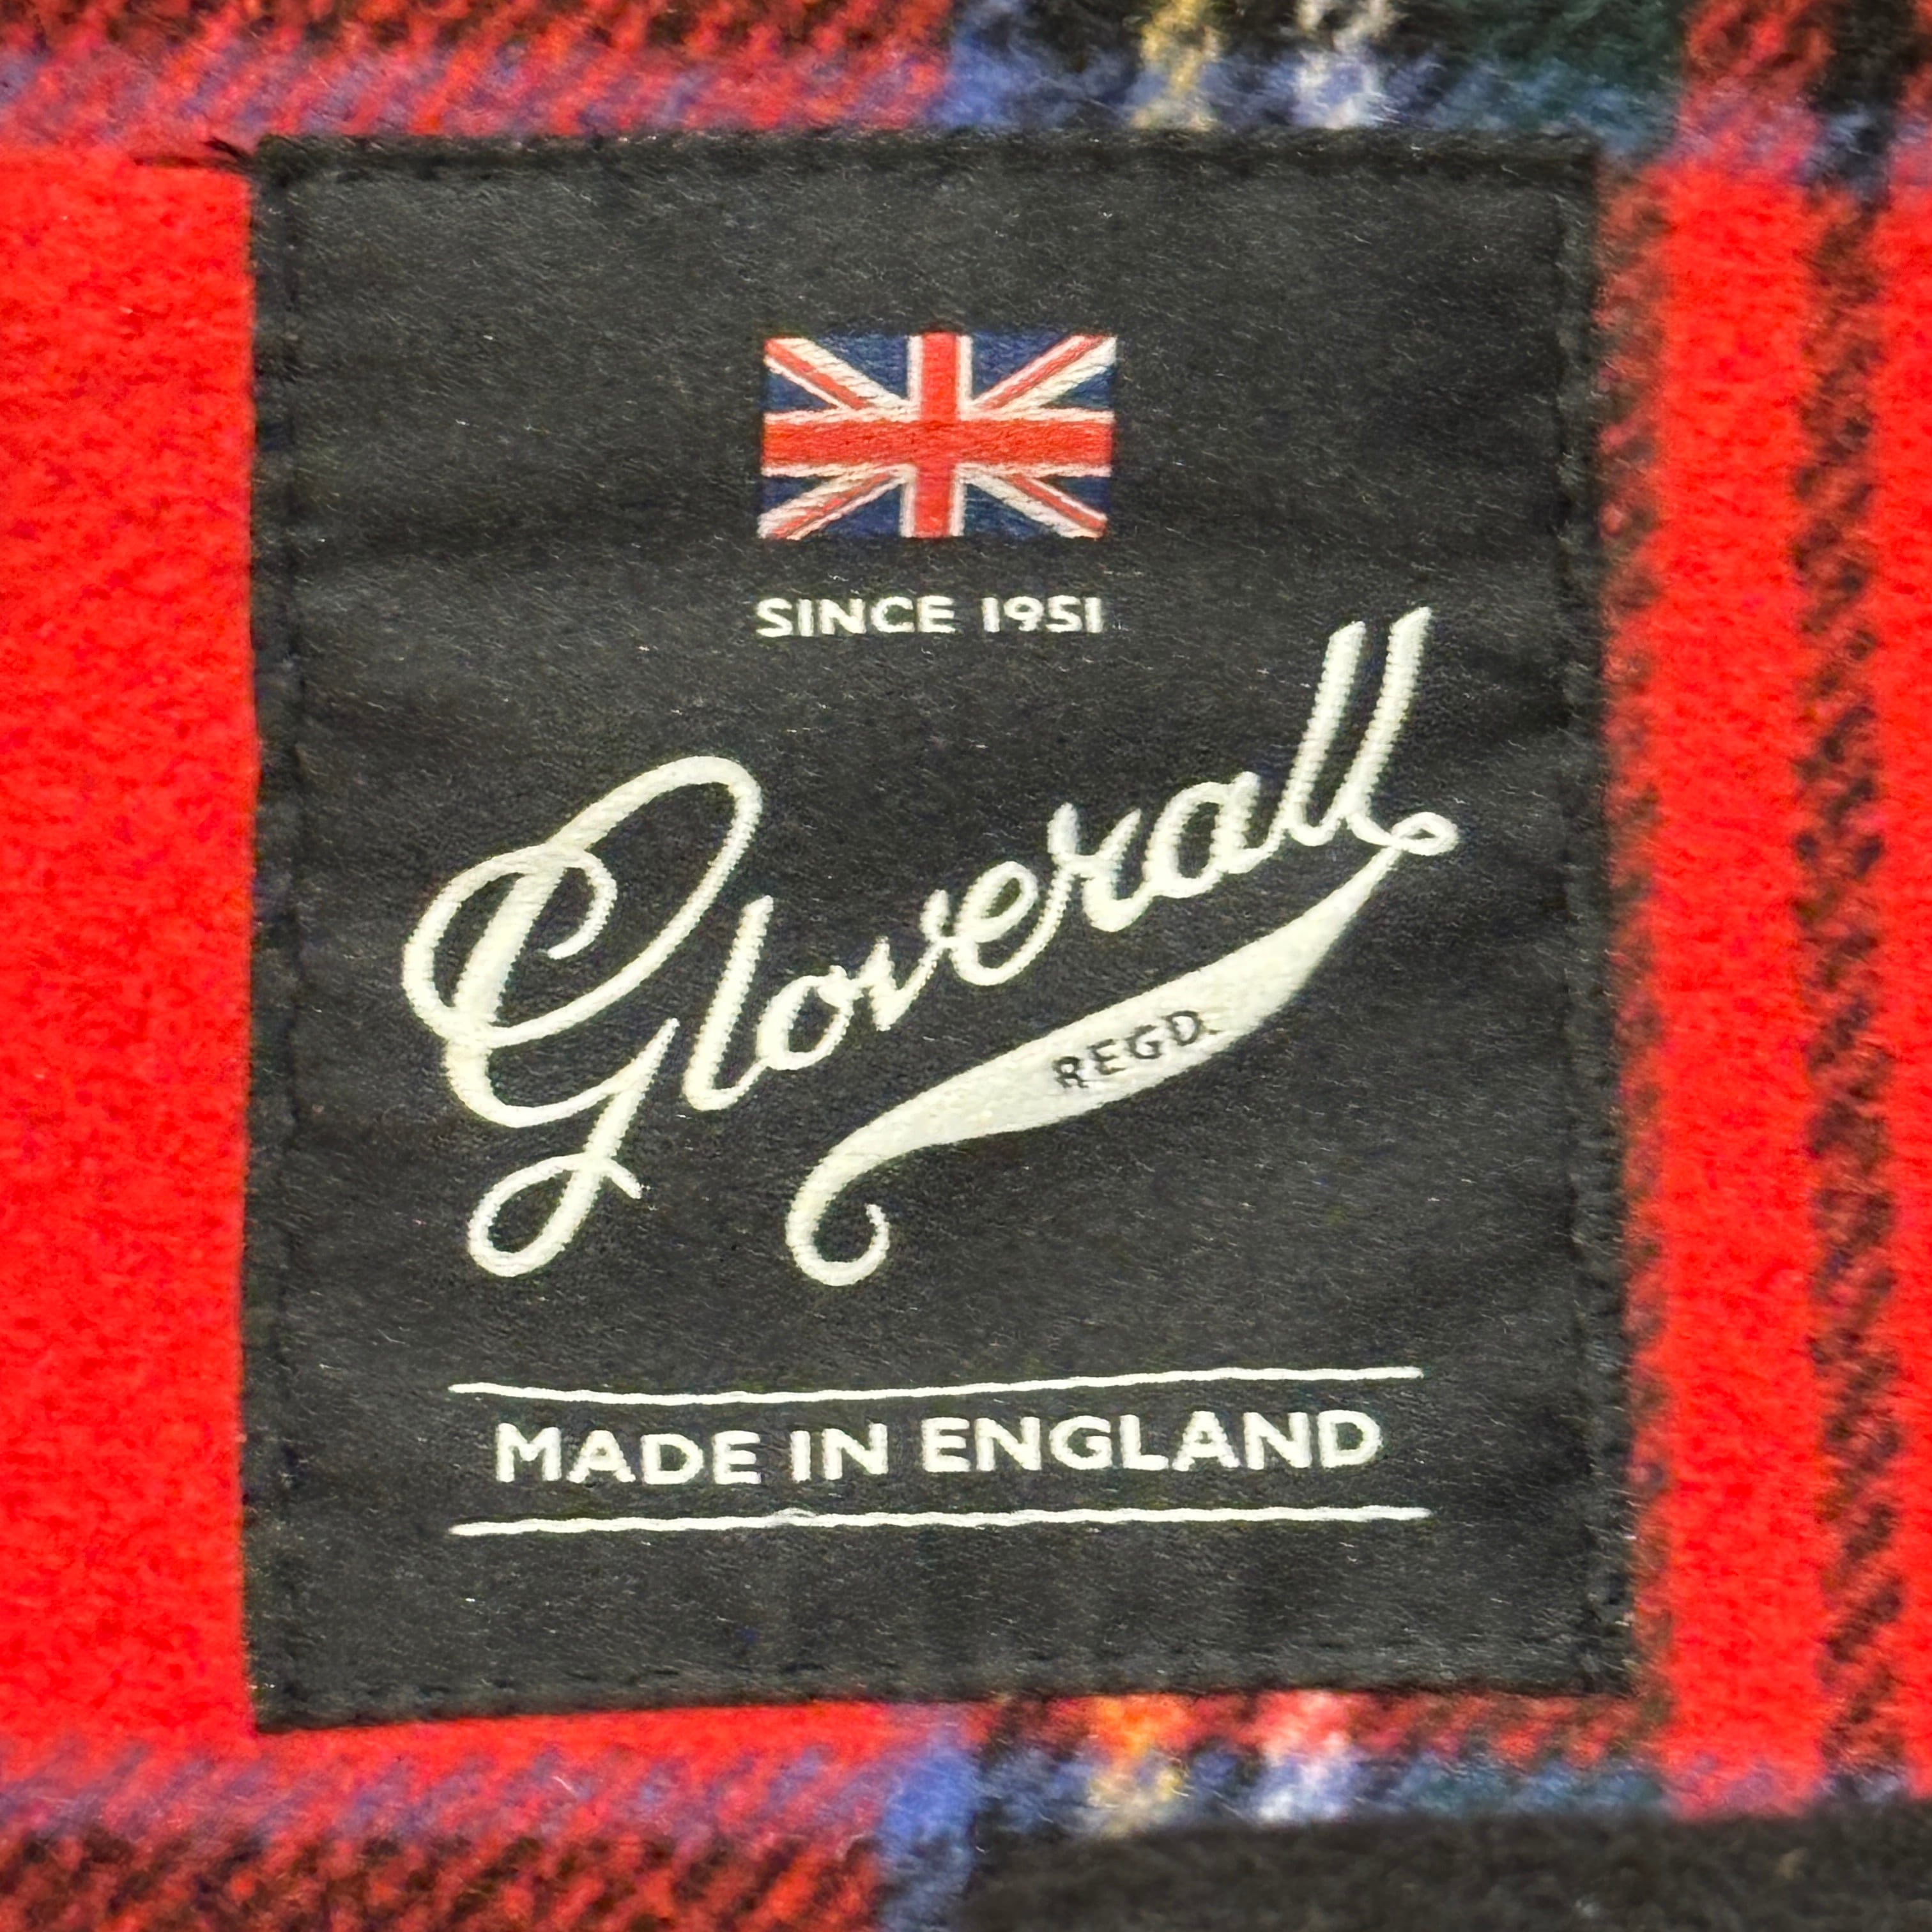 SINCE 1951
Gloverall
REGD.
MADE IN ENGLAND